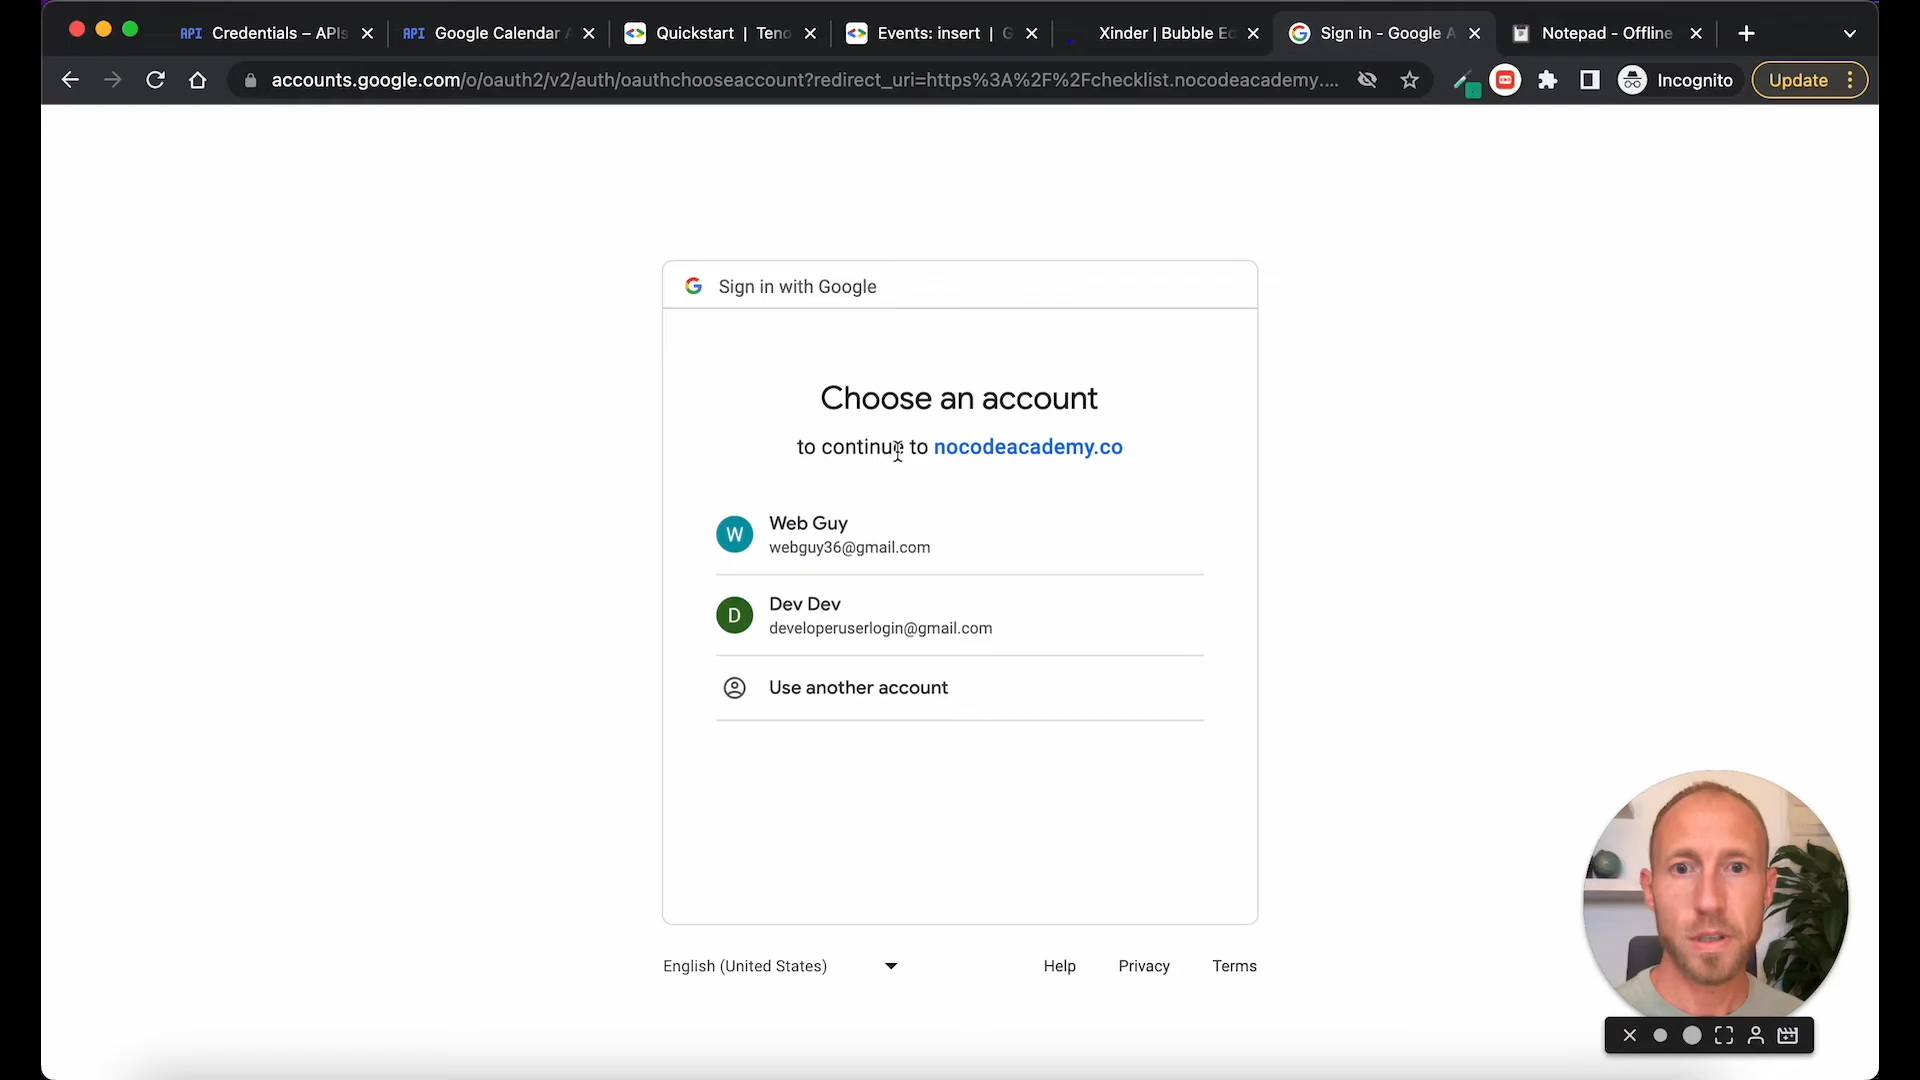 API Credentials – APIs
API Google Calendar A
Quickstart | Teno
Events: insert | G
Xinder | Bubble Ed
Sign in - Google A
Notepad - Offline
accounts.google.com/o/oauth2/v2/auth/oauthchooseaccount?redirect_uri=https%3A%2F%2Fchecklist.nocodeacademy....
Incognito
Update
Sign in with Google
Choose an account
to continue to nocodeacademy.co
W
Web Guy
webguy36@gmail.com
D
Dev Dev
developeruserlogin@gmail.com
Use another account
English (United States)
Help
Privacy
Terms